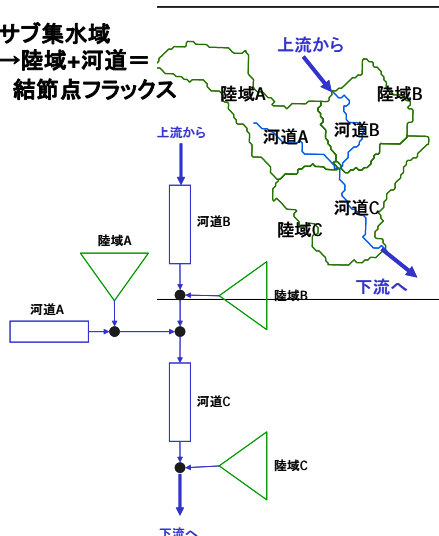 サブ集水域
→陸域+河道＝
結節点フラックス
上流から
陸域A
陸域B
河道A
河道B
河道C
陸域C
下流へ
上流から
河道B
陸域A
陸域B
河道A
河道C
陸域C
下流へ